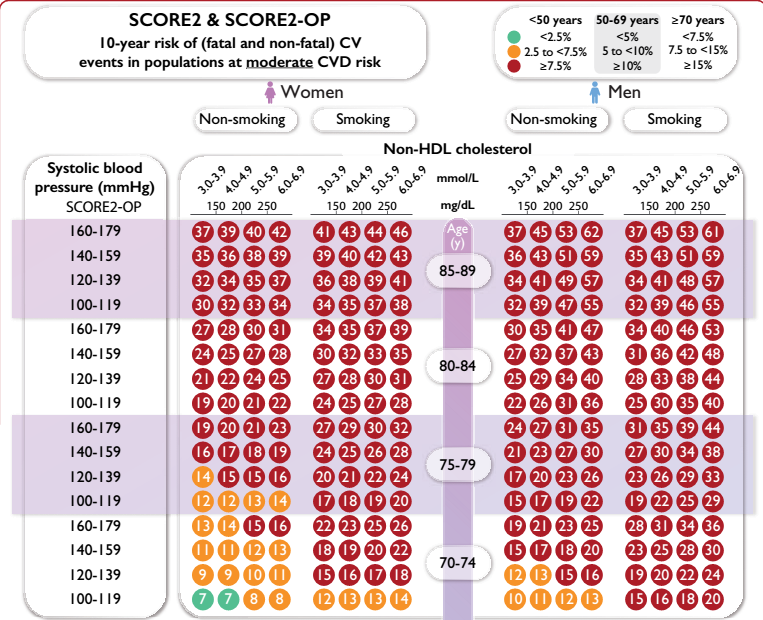 SCORE2 & SCORE2-OP
10-year risk of (fatal and non-fatal) CV
events in populations at moderate CVD risk
<50 years 50-69 years ≥70 years
<2.5% <5% <7.5%
2.5 to <7.5% 5 to <10% 7.5 to <15%
≥7.5% ≥10% ≥15%
Women Men
Non-smoking Smoking Non-smoking Smoking
Non-HDL cholesterol
Systolic blood
pressure (mmHg)
SCORE2-OP
3.0-3.9 4.0-4.9 5.0-5.9 6.0-6.9 3.0-3.9 4.0-4.9 5.0-5.9 6.0-6.9 mmol/L 3.0-3.9 4.0-4.9 5.0-5.9 6.0-6.9 3.0-3.9 4.0-4.9 5.0-5.9 6.0-6.9
150 200 250 150 200 250 mg/dL 150 200 250 150 200 250
Age
(y)
160-179 37 39 40 42 41 43 44 46 37 45 53 62 37 45 53 61
140-159 35 36 38 39 39 40 42 43 36 43 51 59 35 43 51 59
85-89
120-139 32 34 35 37 36 38 39 41 34 41 49 57 34 41 48 57
100-119 30 32 33 34 34 35 37 38 32 39 47 55 32 39 46 55
160-179 27 28 30 31 34 35 37 39 30 35 41 47 34 40 46 53
140-159 24 25 27 28 30 32 33 35 27 32 37 43 31 36 42 48
80-84
120-139 21 22 24 25 27 28 30 31 25 29 34 40 28 33 38 44
100-119 19 20 21 22 24 25 27 28 22 26 31 36 25 30 35 40
160-179 19 20 21 23 27 29 30 32 24 27 31 35 31 35 39 44
140-159 16 17 18 19 24 25 26 28 21 23 27 30 27 30 34 38
75-79
120-139 14 15 15 16 20 21 22 24 17 20 23 26 23 26 29 33
100-119 12 12 13 14 17 18 19 20 15 17 19 22 19 22 25 29
160-179 13 14 15 16 22 23 25 26 19 21 23 25 28 31 34 36
140-159 11 11 12 13 18 19 20 22 15 17 18 20 23 25 28 30
70-74
120-139 9 9 10 11 15 16 17 18 12 13 15 16 19 20 22 24
100-119 7 7 8 8 12 13 13 14 10 11 12 13 15 16 18 20